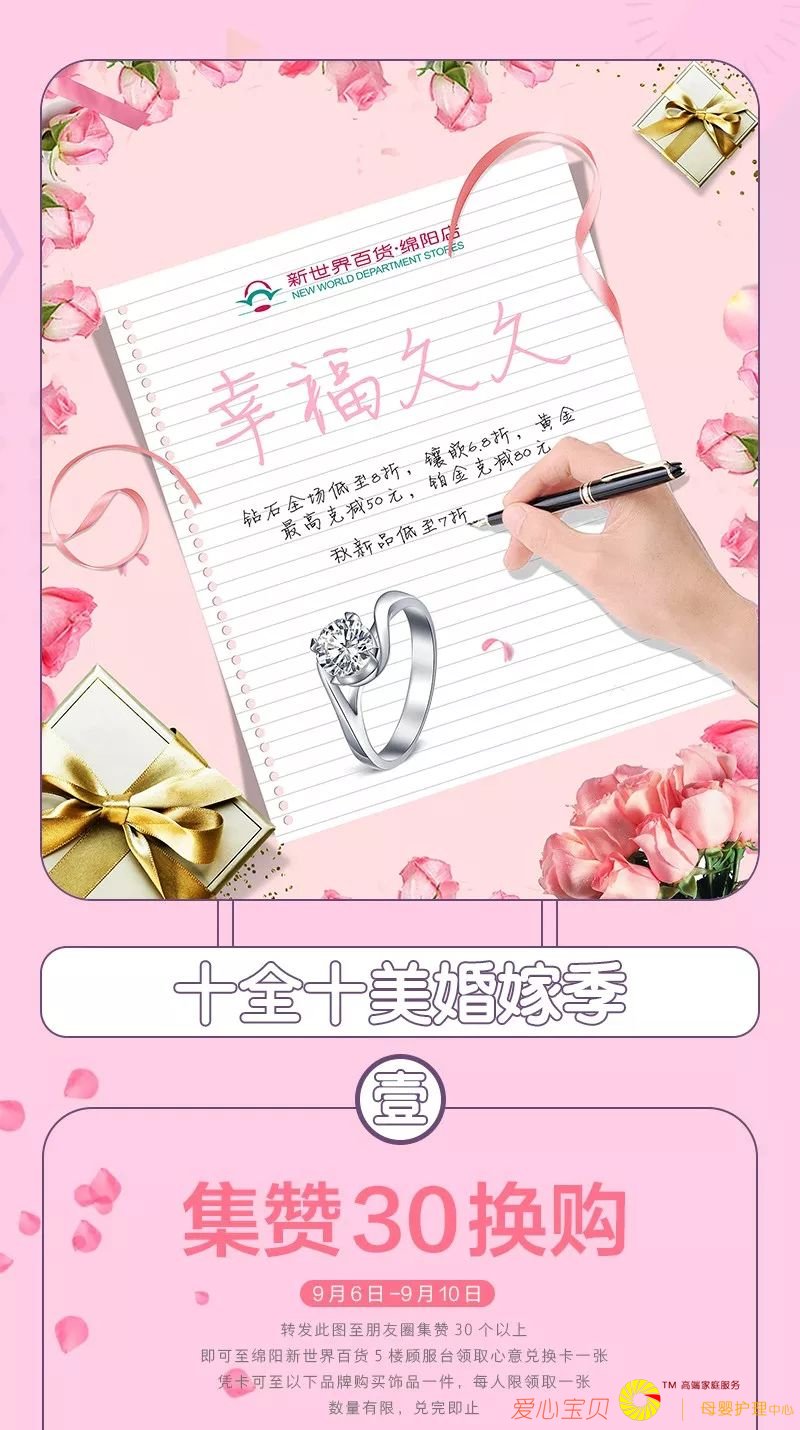 新世界百货·绵阳店
NEW WORLD DEPARTMENT STORES
幸福久久
钻石全场低至8折，镶嵌6.8折，黄金
最高克减50元，铂金克减80元
秋新品低至7折
十全十美婚嫁季
壹
集赞30换购
9月6日-9月10日
转发此图至朋友圈集赞30个以上
即可至绵阳新世界百货5楼顾服台领取心意兑换卡一张
凭卡可至以下品牌购买饰品一件，每人限领取一张
数量有限，兑完即止
爱心宝贝 TM 高端家庭服务 | 母婴护理中心